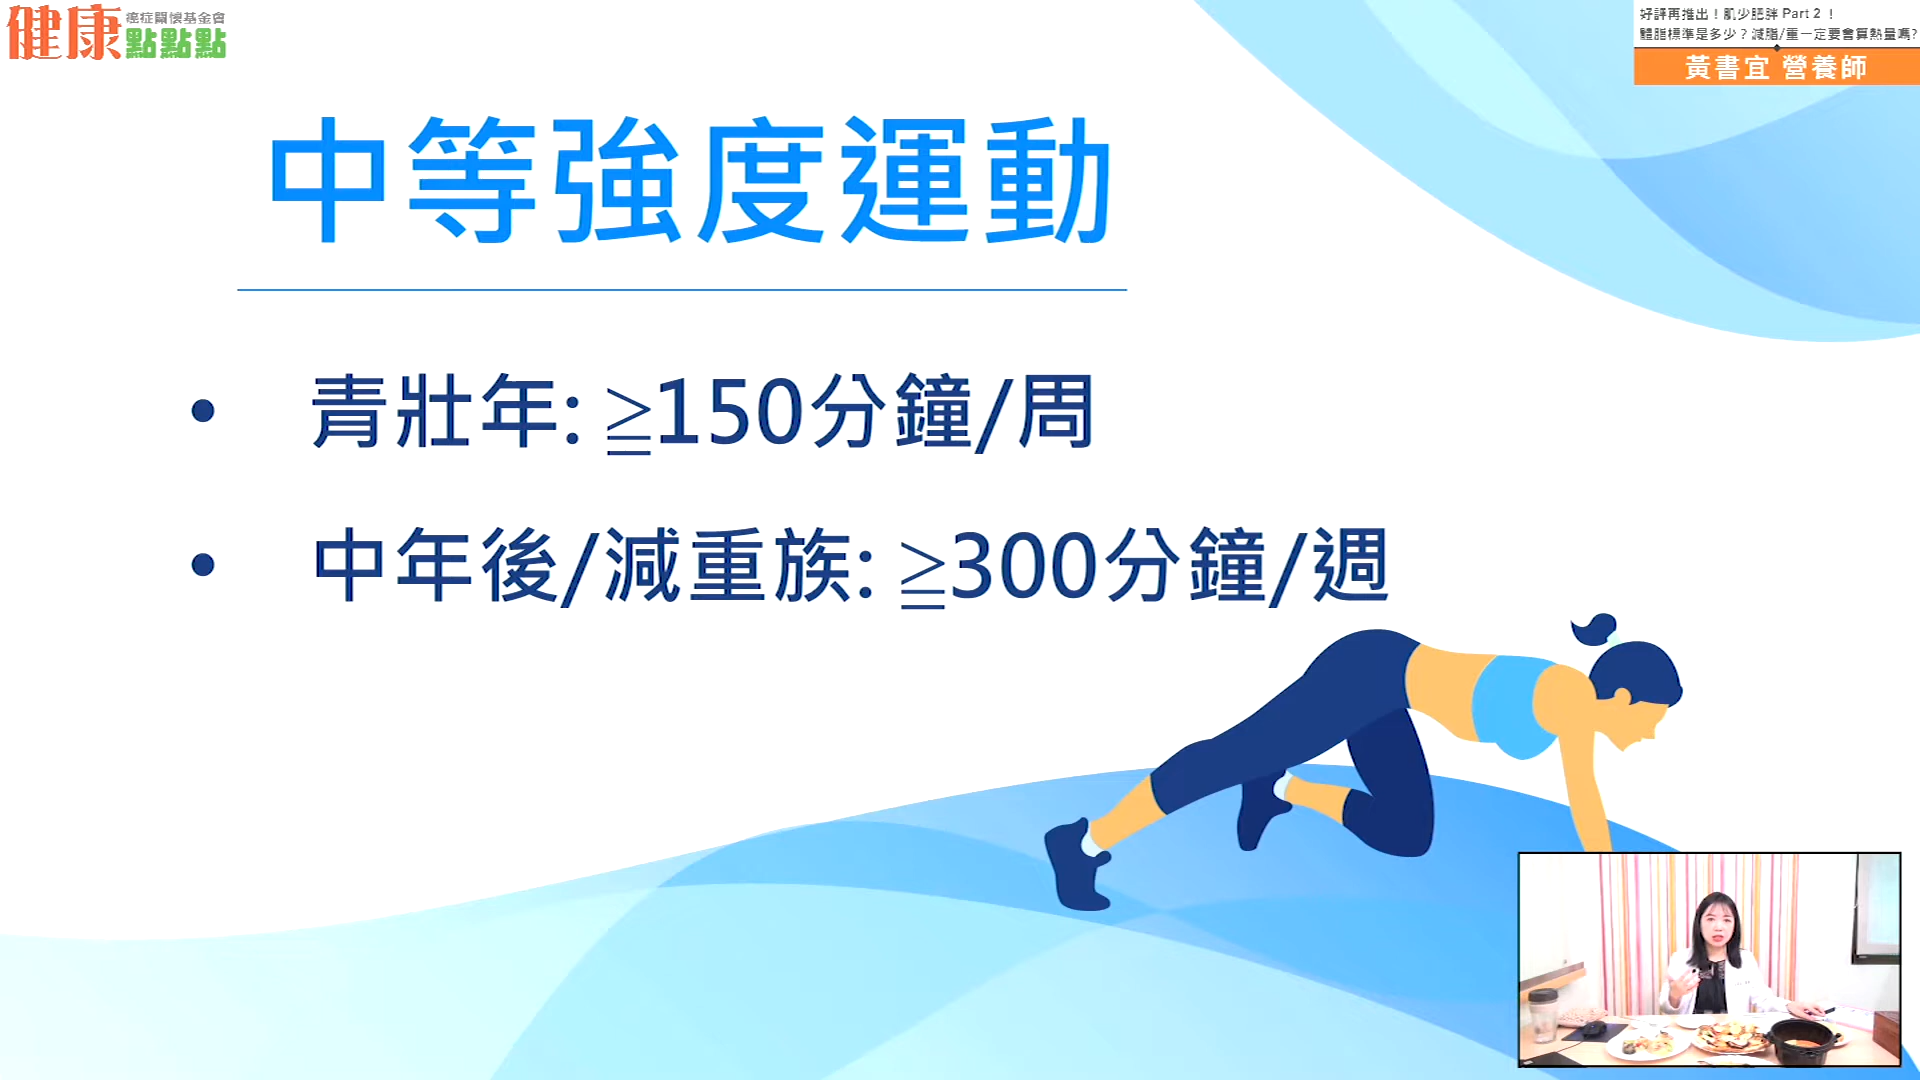 健康點點點
癌症關懷基金會
好評再推出！肌少肥胖 Part 2 ！
體脂標準是多少？減脂/重一定要會算熱量嗎?
黃書宜 營養師
中等強度運動
• 青壯年: ≧150分鐘/周
• 中年後/減重族: ≧300分鐘/週